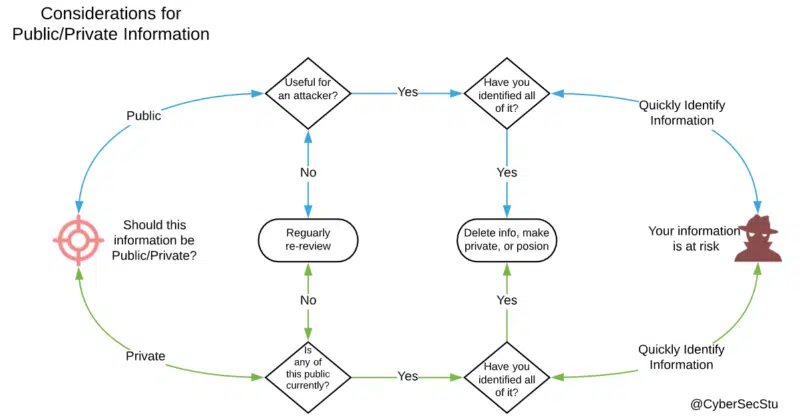 Considerations for
Public/Private Information
Useful for
an attacker?
Yes
Have you
identified all
of it?
Quickly Identify
Information
Public
No
Yes
Should this
information be
Public/Private?
Reguarly
re-review
Delete info, make
private, or posion
Your information
is at risk
No
Yes
Private
Is
any of
this public
currently?
Yes
Have you
identified all
of it?
Quickly Identify
Information
@CyberSecStu